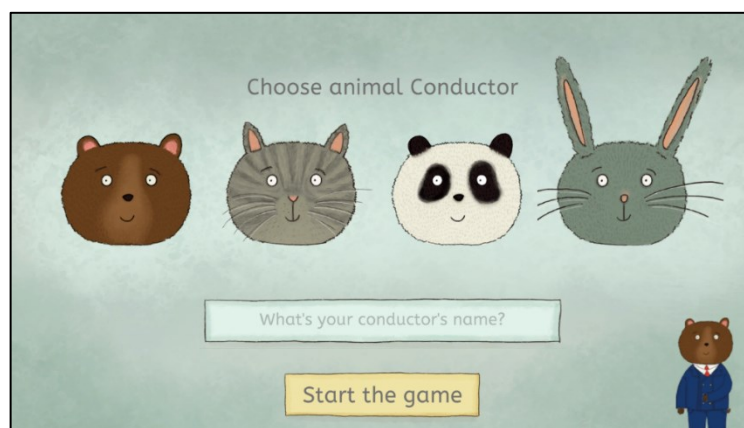 Choose animal Conductor
What's your conductor's name?
Start the game